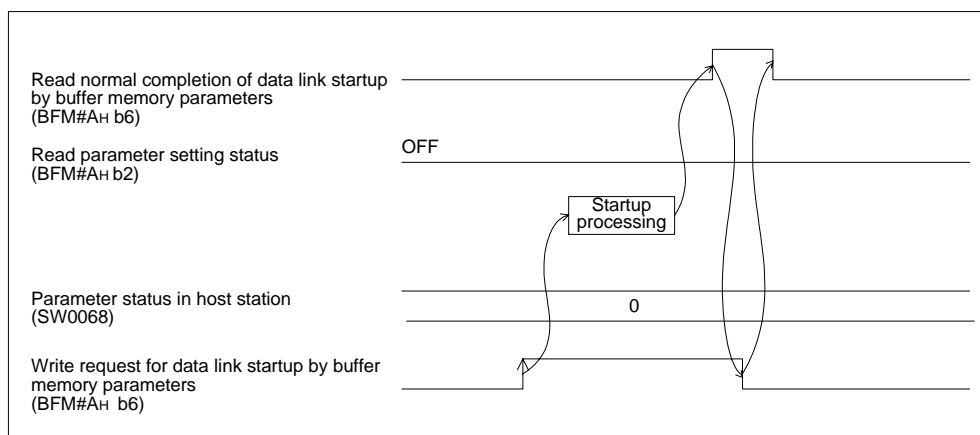 Read normal completion of data link startup
by buffer memory parameters
(BFM#AH b6)
OFF
Read parameter setting status
(BFM#AH b2)
Startup
processing
Parameter status in host station
(SW0068)
0
Write request for data link startup by buffer
memory parameters
(BFM#AH b6)